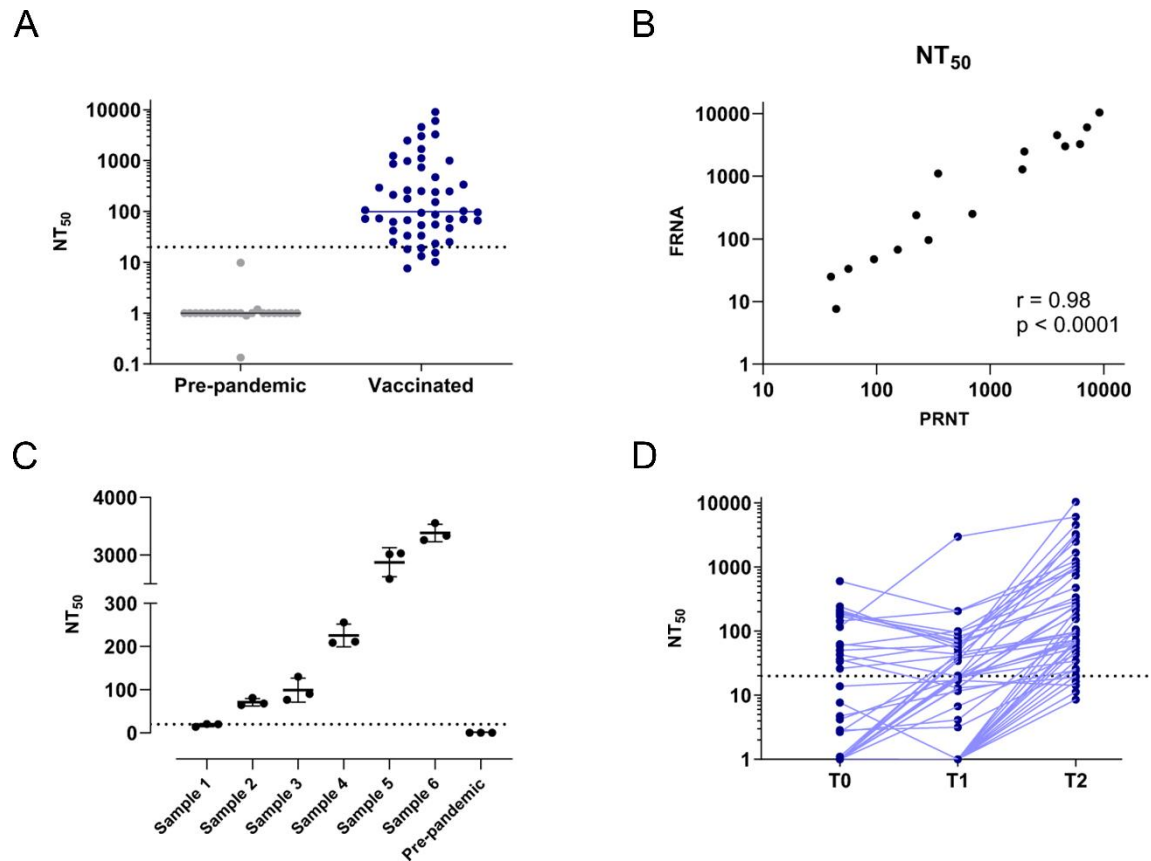 A
NT50
10000
1000
100
10
1
0.1
Pre-pandemic Vaccinated
B
NT50
FRNA
10000
1000
100
10
1
r = 0.98
p < 0.0001
10 100 1000 10000
PRNT
C
NT50
4000
3000
300
200
100
0
Sample 1
Sample 2
Sample 3
Sample 4
Sample 5
Sample 6
Pre-pandemic
D
NT50
10000
1000
100
10
1
T0 T1 T2